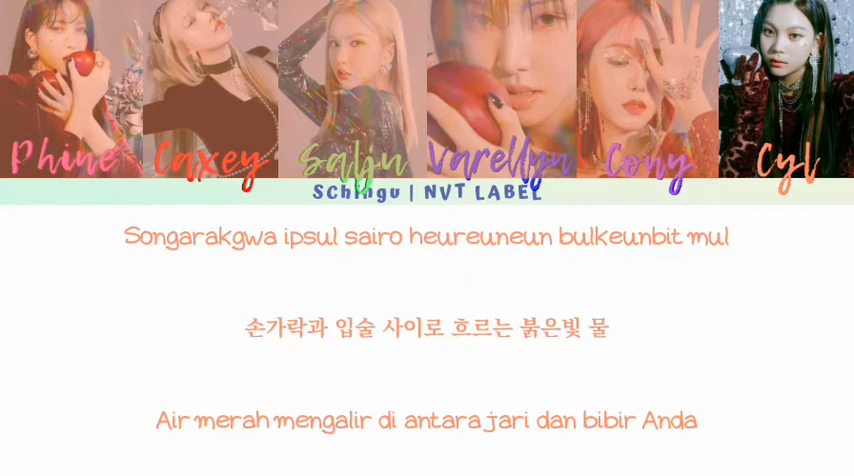 Phine Caxey Salju Varellyn Cony Cyl
Schingu | NVT LABEL
Songarakgwa ipsul sairo heureuneun bulkeunbit mul
손가락과 입술 사이로 흐르는 붉은빛 물
Air merah mengalir di antara jari dan bibir Anda